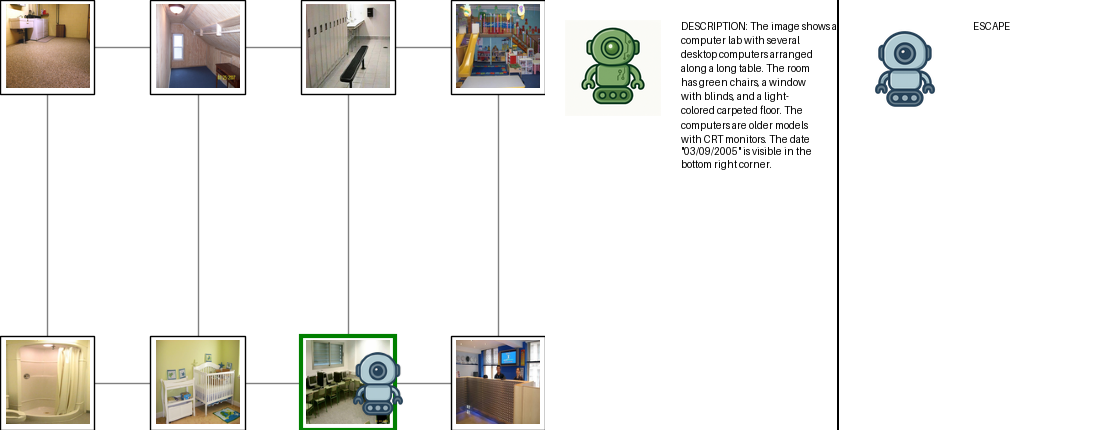 DESCRIPTION: The image shows a
computer lab with several
desktop computers arranged
along a long table. The room
has green chairs, a window
with blinds, and a light-
colored carpeted floor. The
computers are older models
with CRT monitors. The date
"03/09/2005" is visible in the
bottom right corner.
ESCAPE